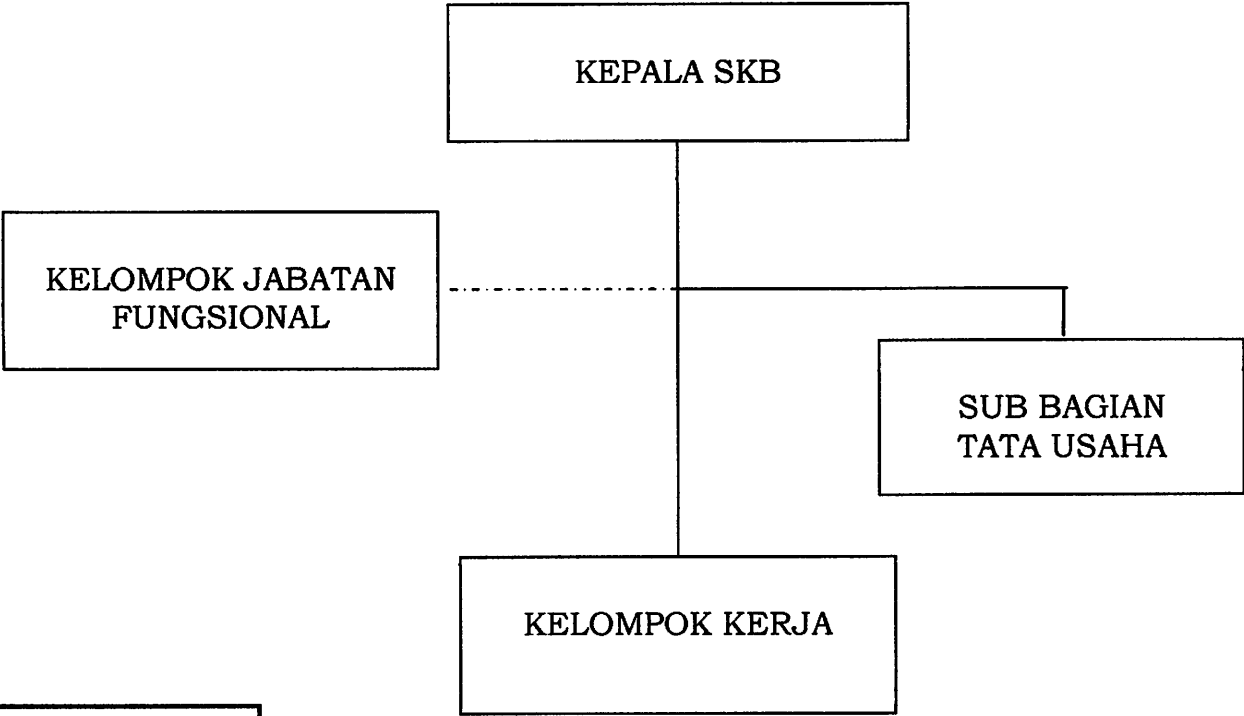 KEPALA SKB
KELOMPOK JABATAN
FUNGSIONAL
SUB BAGIAN
TATA USAHA
KELOMPOK KERJA